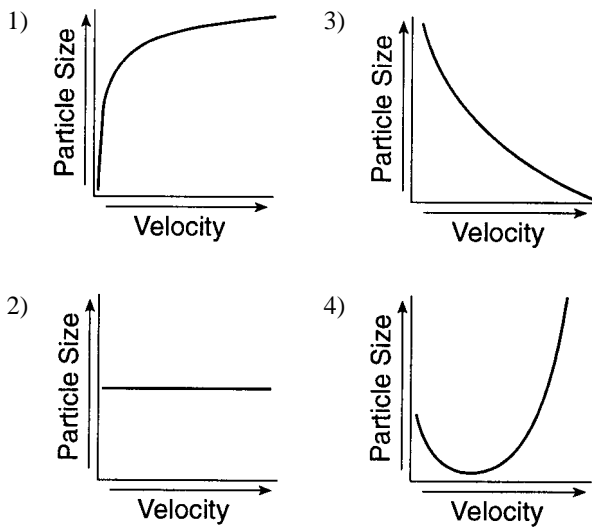 1)
Particle Size
Velocity
2)
Particle Size
Velocity
3)
Particle Size
Velocity
4)
Particle Size
Velocity